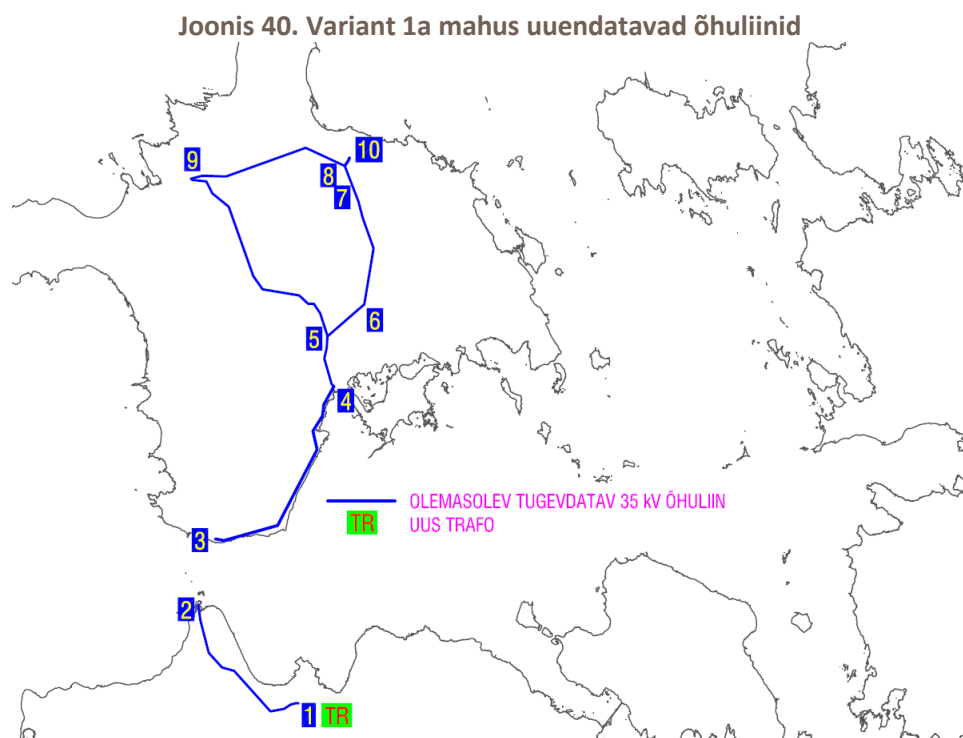 Joonis 40. Variant 1a mahus uuendatavad õhuliinid
10
9
8
7
6
5
4
OLEMASOLEV TUGEVDATAV 35 kV ÕHULIIN
TR UUS TRAFO
3
2
1 TR